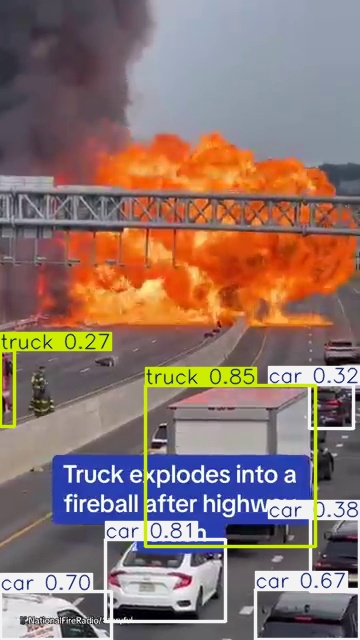 truck 0.27
truck 0.85
car 0.32
Truck explodes into a
fireball after highway
car 0.38
car 0.81
car 0.70
car 0.67